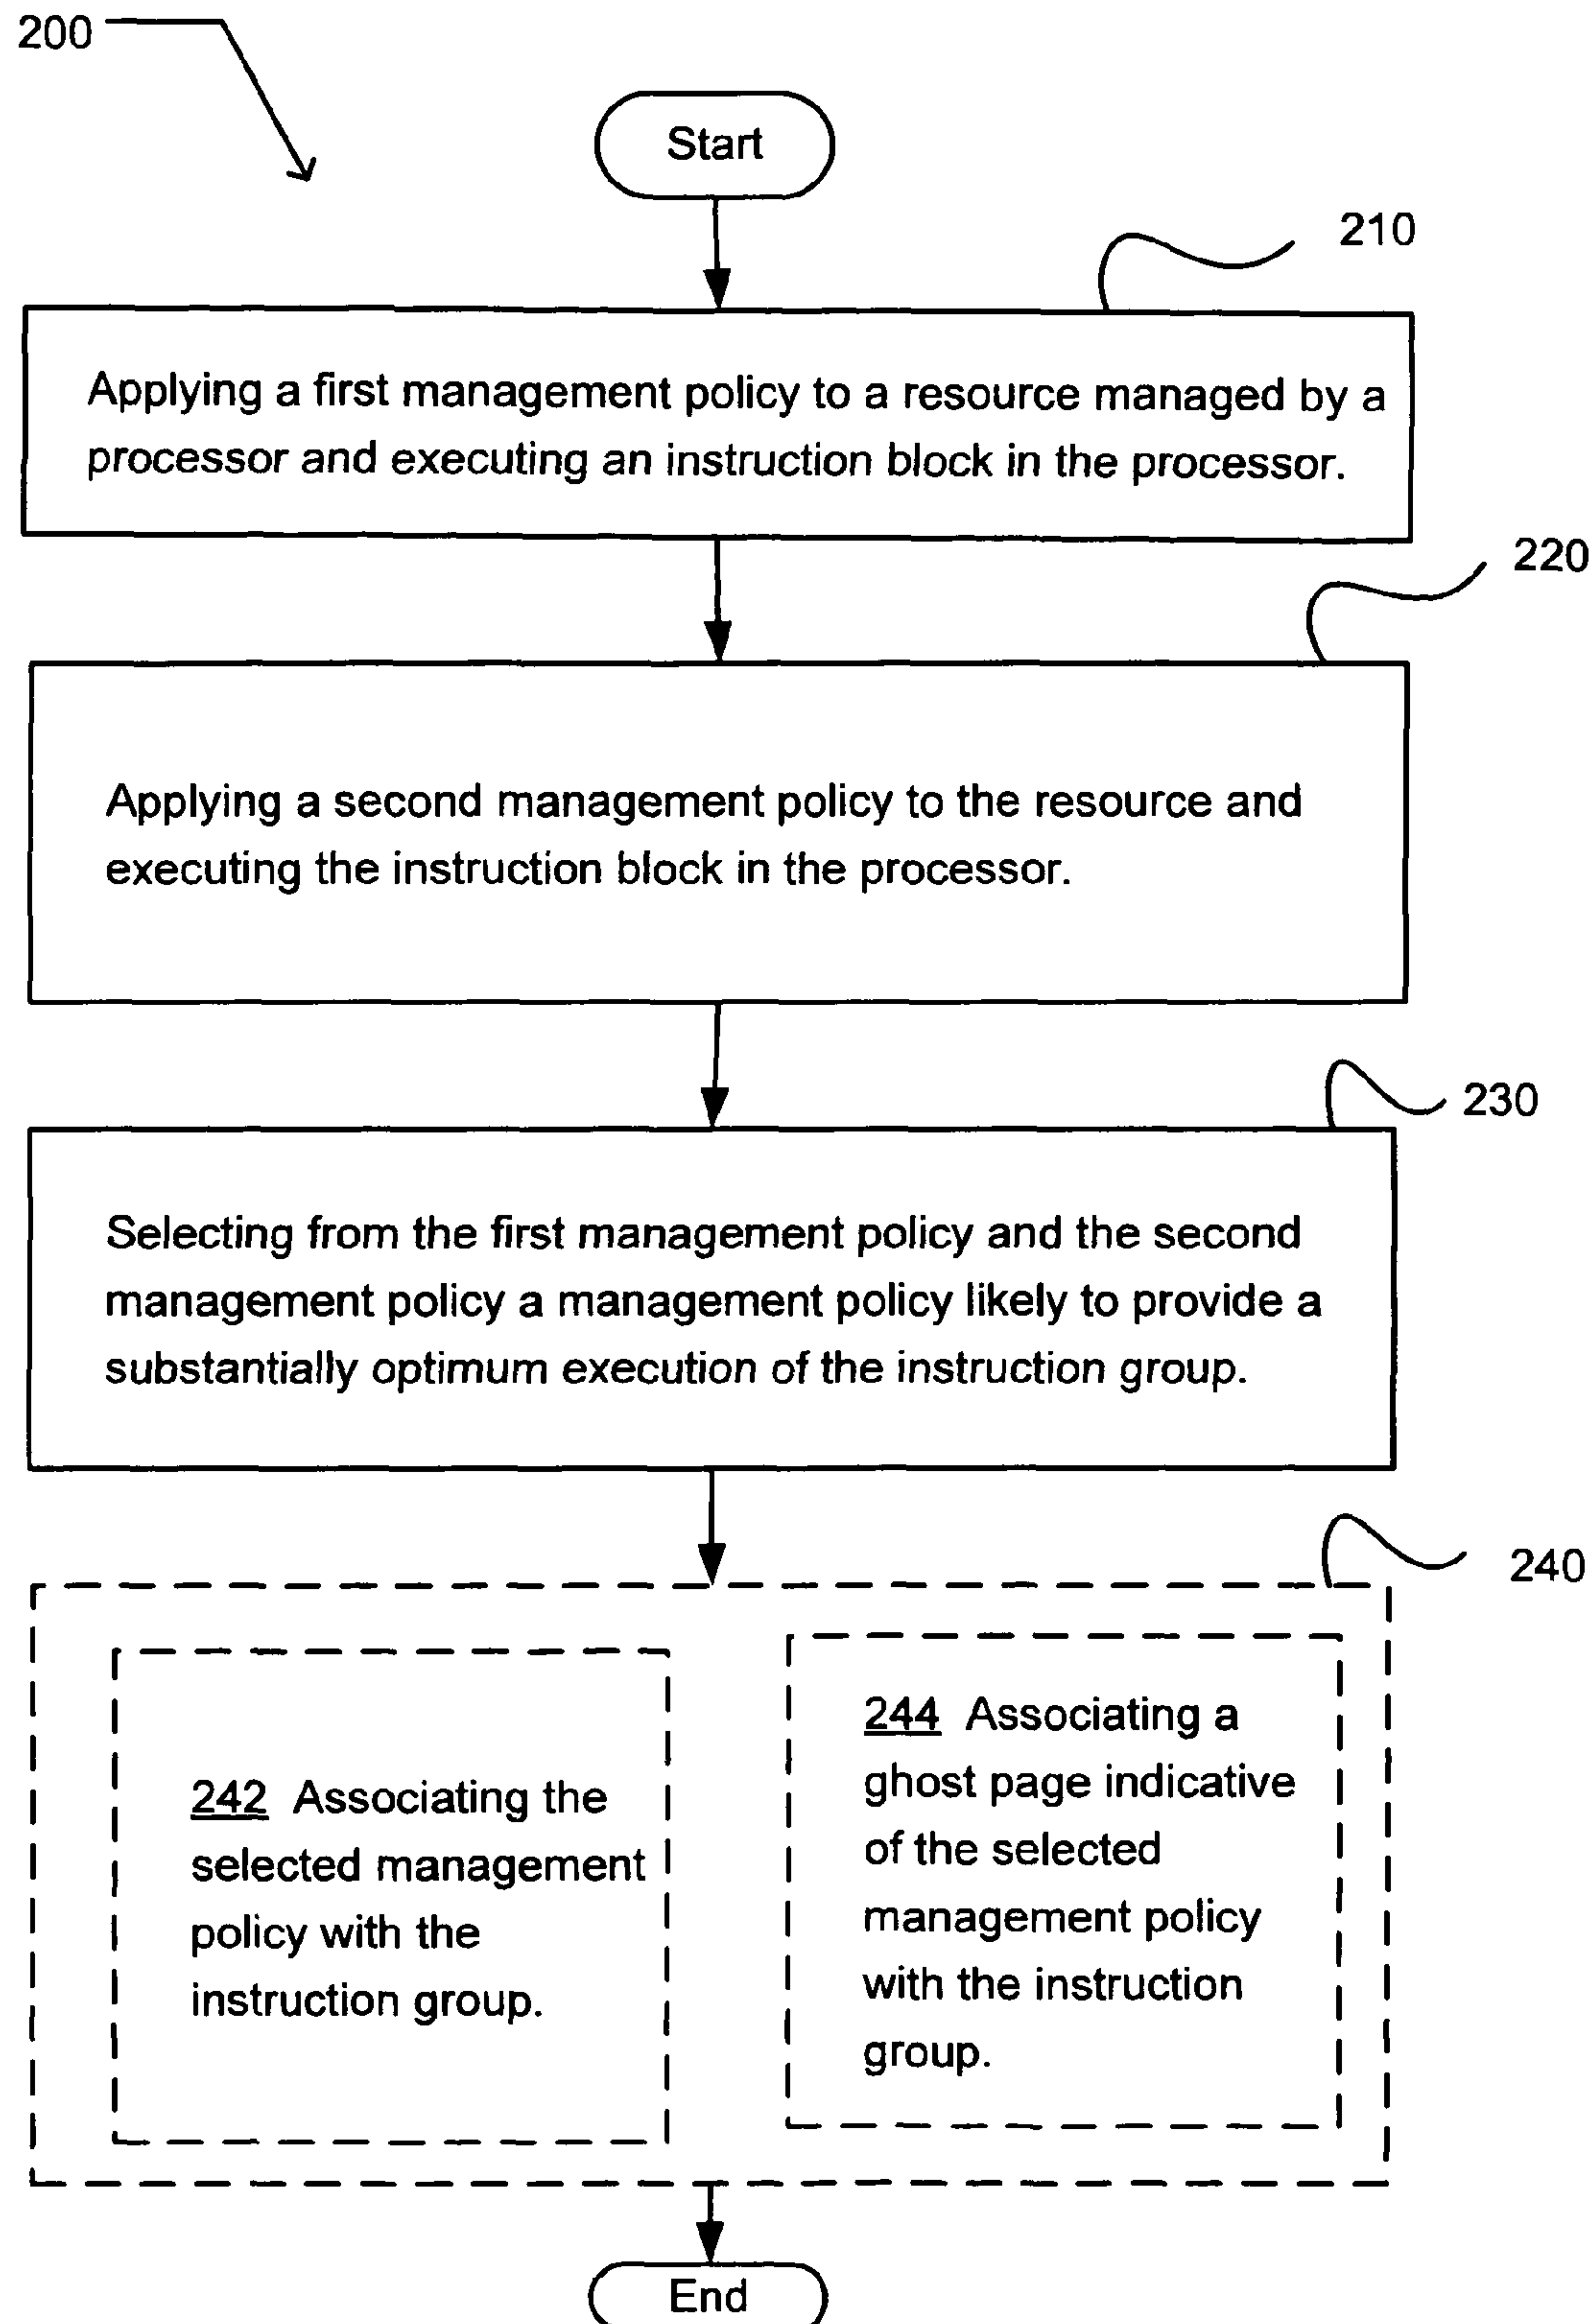 200
Start
210
Applying a first management policy to a resource managed by a
processor and executing an instruction block in the processor.
220
Applying a second management policy to the resource and
executing the instruction block in the processor.
230
Selecting from the first management policy and the second
management policy a management policy likely to provide a
substantially optimum execution of the instruction group.
240
242 Associating the
selected management
policy with the
instruction group.
244 Associating a
ghost page indicative
of the selected
management policy
with the instruction
group.
End